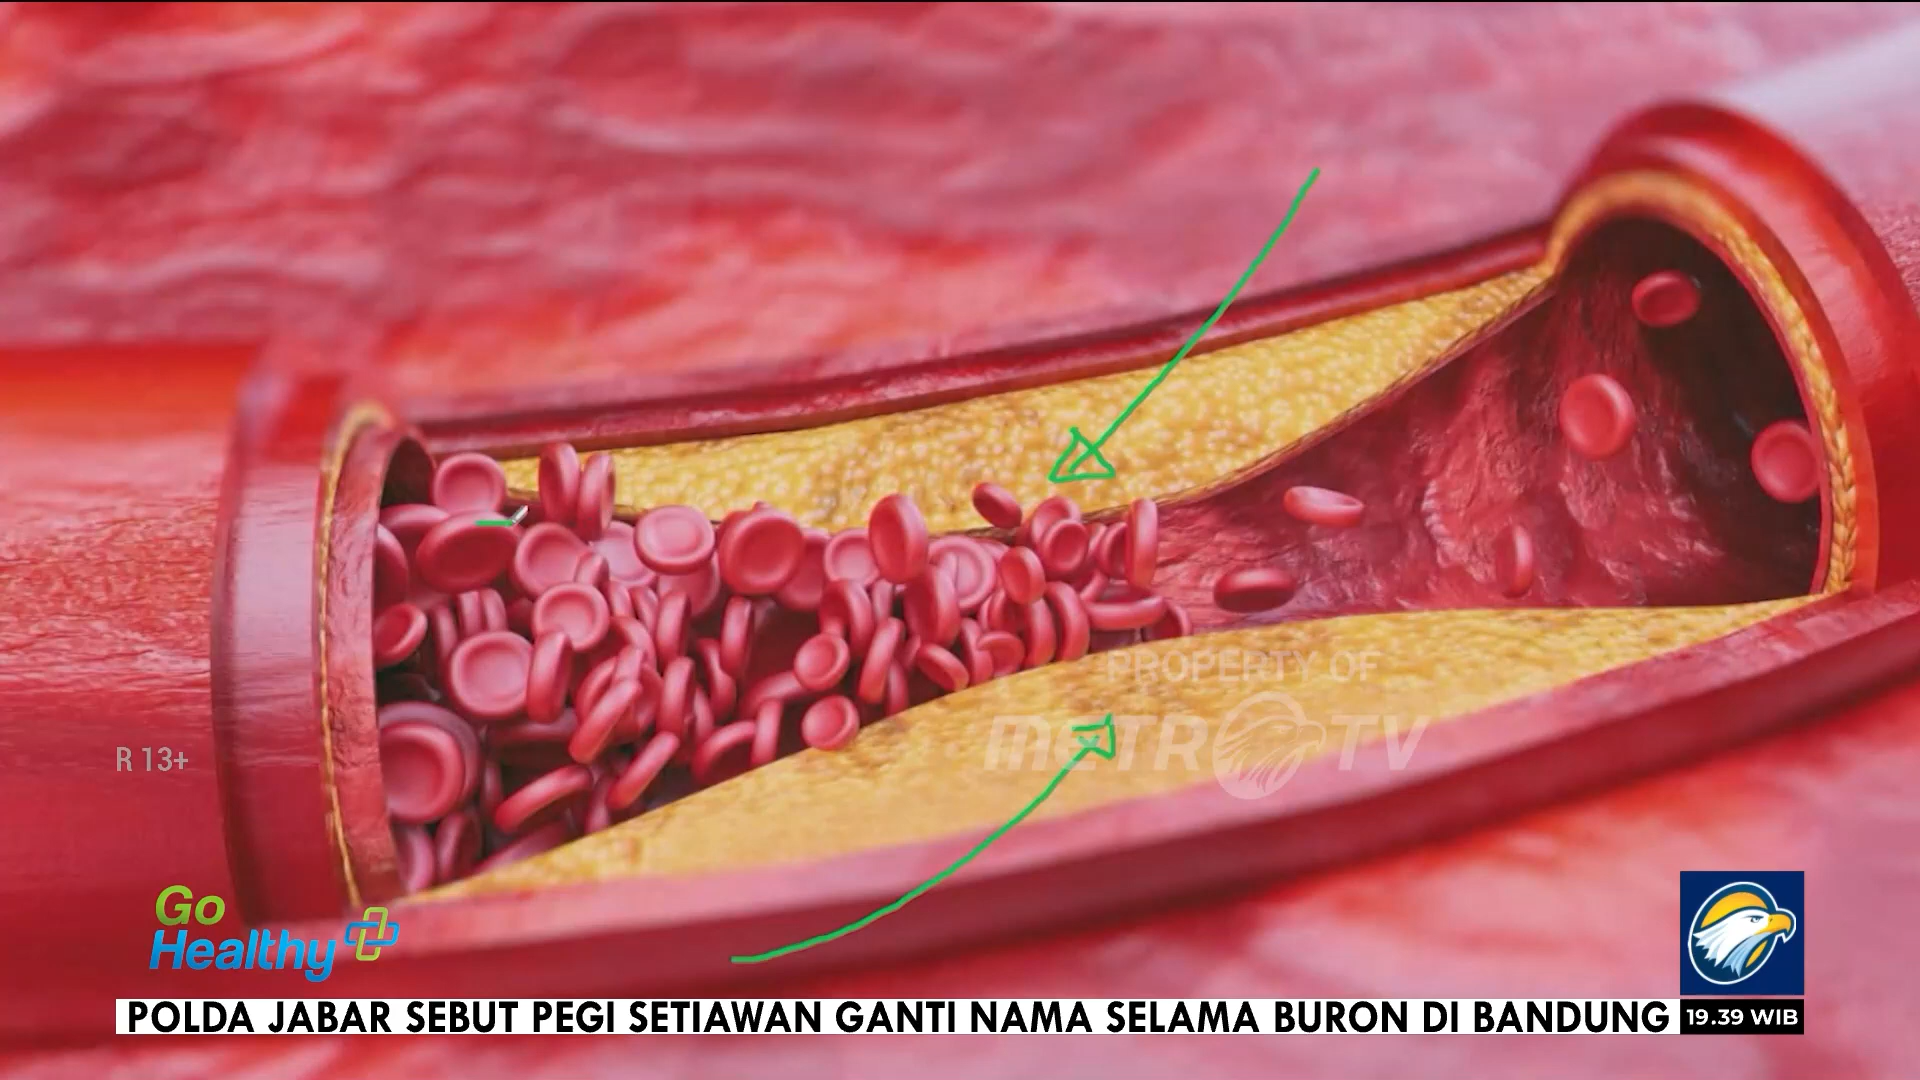 PROPERTY OF
METRO TV
R 13+
Go
Healthy
POLDA JABAR SEBUT PEGI SETIAWAN GANTI NAMA SELAMA BURON DI BANDUNG
19.39 WIB